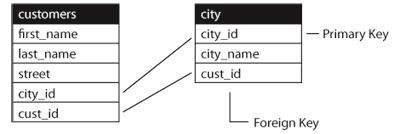 customers
first_name
last_name
street
city_id
cust_id
city
city_id
city_name
cust_id
Primary Key
Foreign Key